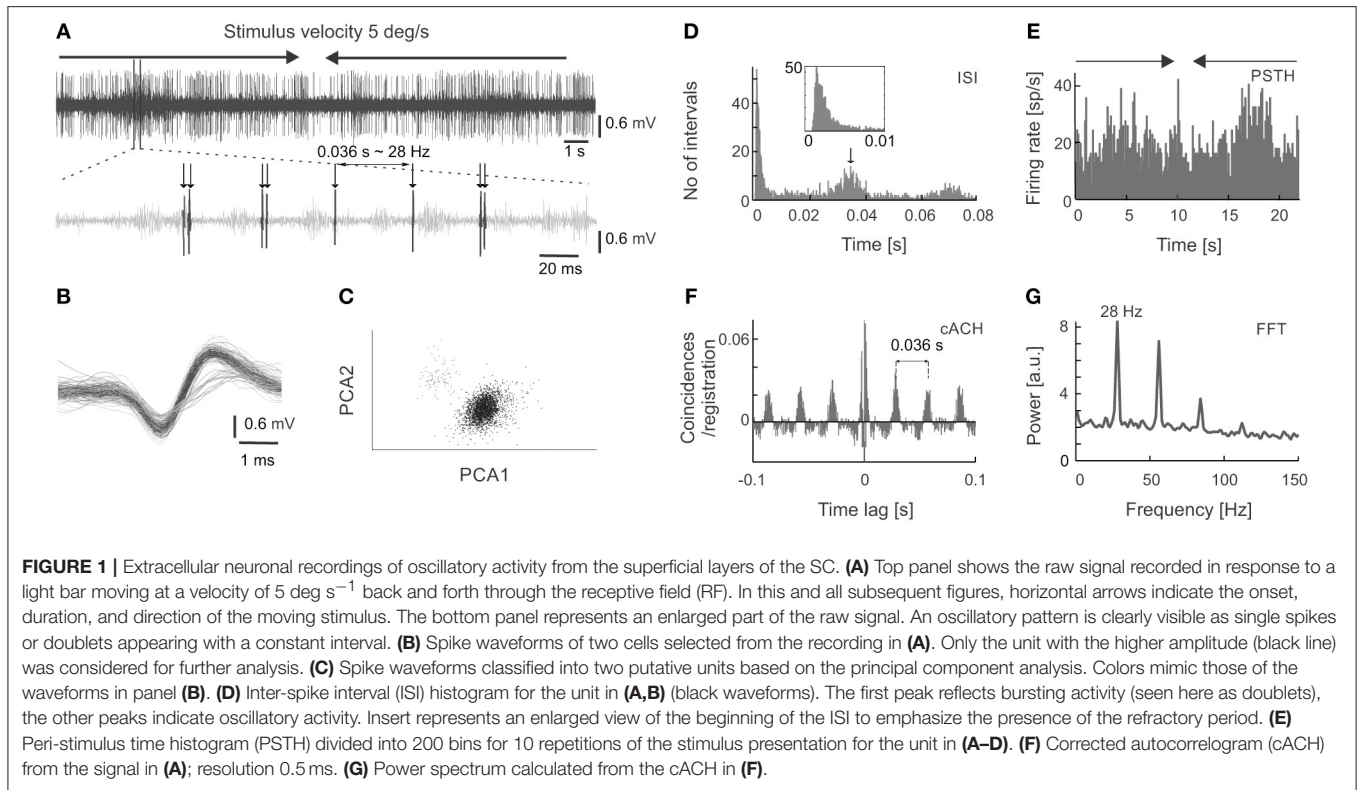 A
Stimulus velocity 5 deg/s
0.6 mV
1 s
0.036 s ~ 28 Hz
0.6 mV
20 ms
B
0.6 mV
1 ms
C
PCA2
PCA1
D
ISI
No of intervals
40
20
0
50
0
0.01
0
0.02
0.04
0.06
0.08
Time [s]
E
PSTH
Firing rate [sp/s]
40
30
20
10
0
0
5
10
15
20
Time [s]
F
cACH
Coincidences
/registration
0.06
0
0.036 s
-0.1
0
0.1
Time lag [s]
G
28 Hz
FFT
Power [a.u.]
8
4
0
0
50
100
150
Frequency [Hz]
FIGURE 1 | Extracellular neuronal recordings of oscillatory activity from the superficial layers of the SC. (A) Top panel shows the raw signal recorded in response to a
light bar moving at a velocity of 5 deg s−1 back and forth through the receptive field (RF). In this and all subsequent figures, horizontal arrows indicate the onset,
duration, and direction of the moving stimulus. The bottom panel represents an enlarged part of the raw signal. An oscillatory pattern is clearly visible as single spikes
or doublets appearing with a constant interval. (B) Spike waveforms of two cells selected from the recording in (A). Only the unit with the higher amplitude (black line)
was considered for further analysis. (C) Spike waveforms classified into two putative units based on the principal component analysis. Colors mimic those of the
waveforms in panel (B). (D) Inter-spike interval (ISI) histogram for the unit in (A,B) (black waveforms). The first peak reflects bursting activity (seen here as doublets),
the other peaks indicate oscillatory activity. Insert represents an enlarged view of the beginning of the ISI to emphasize the presence of the refractory period. (E)
Peri-stimulus time histogram (PSTH) divided into 200 bins for 10 repetitions of the stimulus presentation for the unit in (A–D). (F) Corrected autocorrelogram (cACH)
from the signal in (A); resolution 0.5 ms. (G) Power spectrum calculated from the cACH in (F).